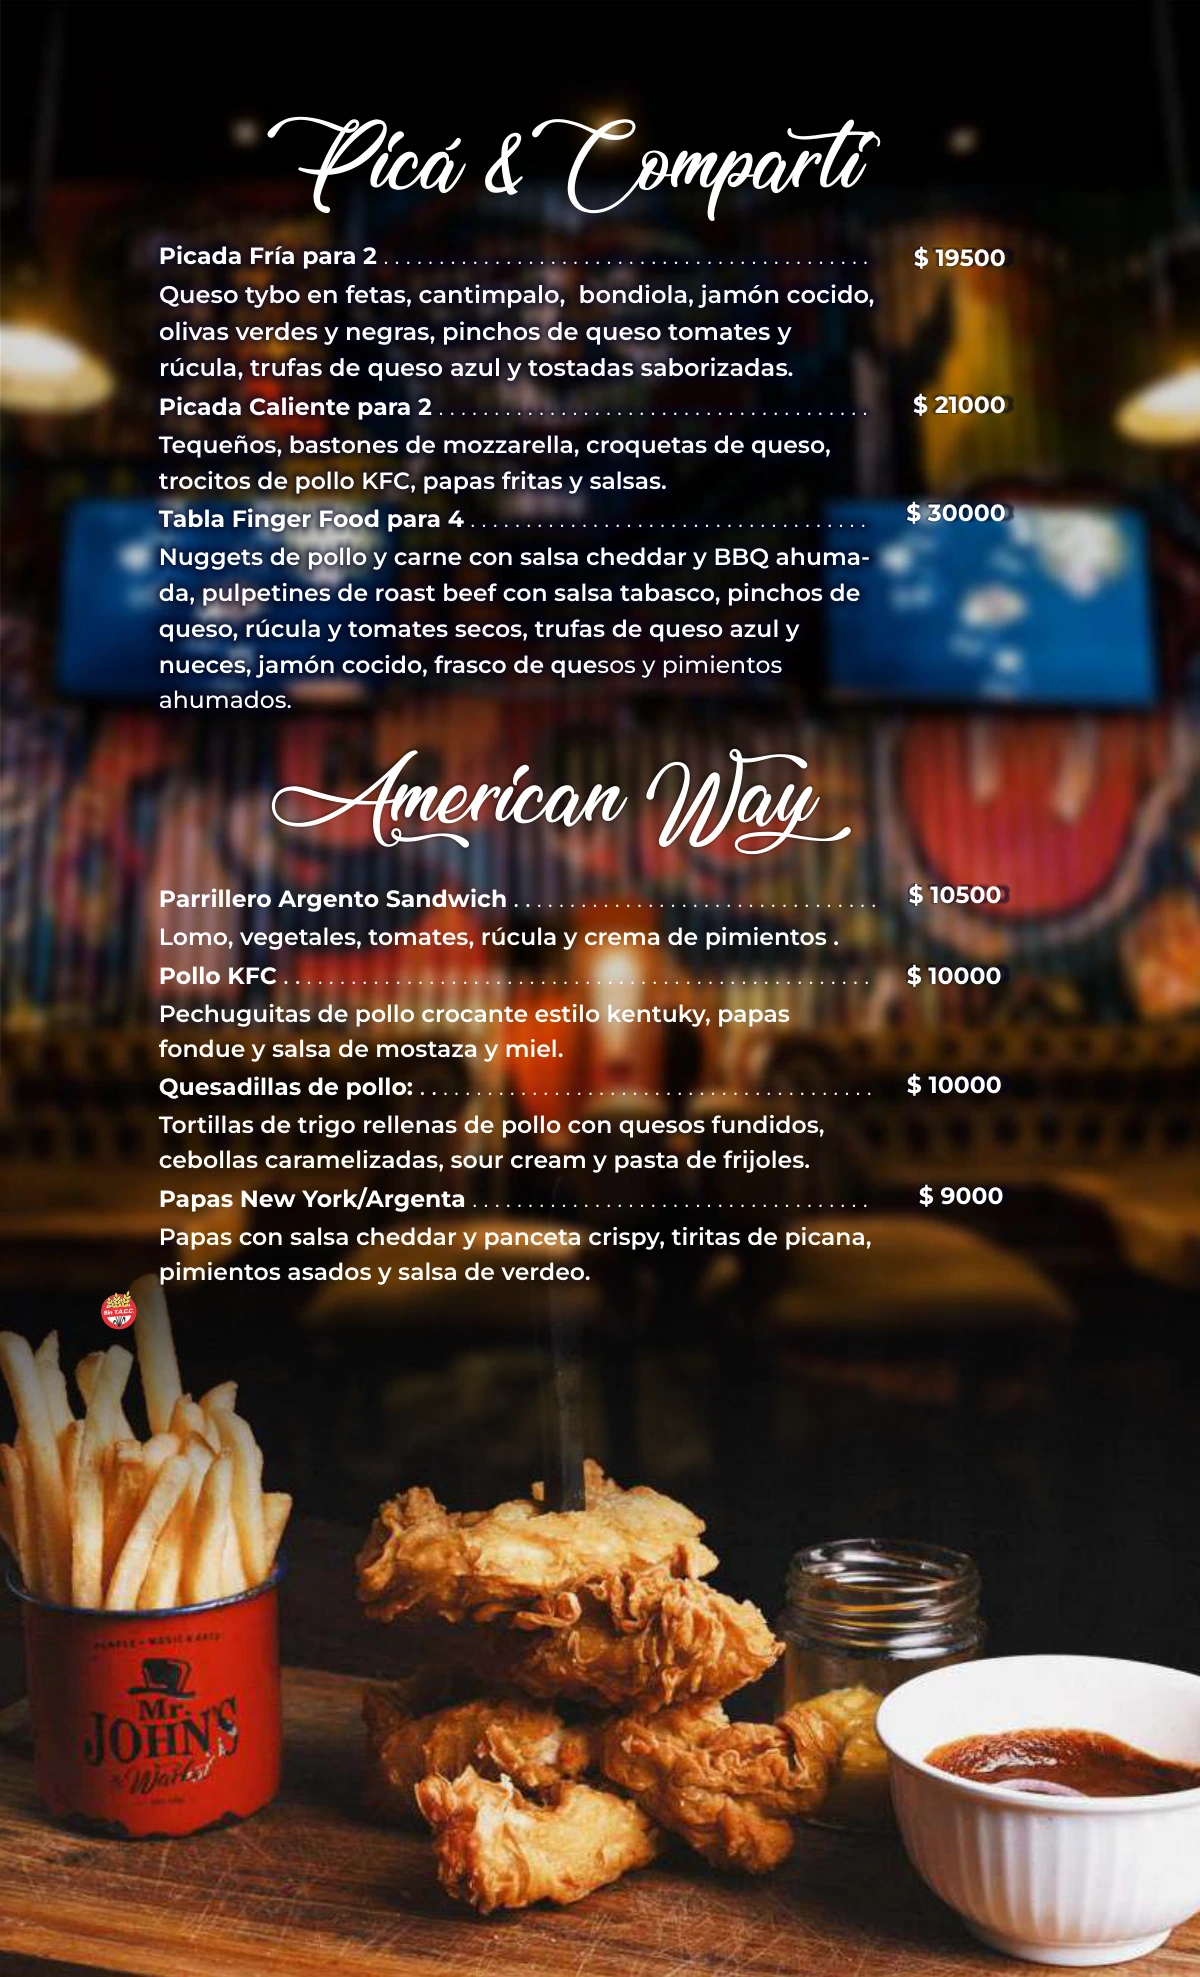 Picá & Compartí
Picada Fría para 2 ............................................ $ 19500
Queso tybo en fetas, cantimpalo,  bondiola, jamón cocido,
olivas verdes y negras, pinchos de queso tomates y
rúcula, trufas de queso azul y tostadas saborizadas.
Picada Caliente para 2 ....................................... $ 21000
Tequeños, bastones de mozzarella, croquetas de queso,
trocitos de pollo KFC, papas fritas y salsas.
Tabla Finger Food para 4 .................................... $ 30000
Nuggets de pollo y carne con salsa cheddar y BBQ ahuma-
da, pulpetines de roast beef con salsa tabasco, pinchos de
queso, rúcula y tomates secos, trufas de queso azul y
nueces, jamón cocido, frasco de quesos y pimientos
ahumados.
American Way
Parrillero Argento Sandwich ................................. $ 10500
Lomo, vegetales, tomates, rúcula y crema de pimientos .
Pollo KFC ..................................................... $ 10000
Pechuguitas de pollo crocante estilo kentuky, papas
fondue y salsa de mostaza y miel.
Quesadillas de pollo: ......................................... $ 10000
Tortillas de trigo rellenas de pollo con quesos fundidos,
cebollas caramelizadas, sour cream y pasta de frijoles.
Papas New York/Argenta .................................... $ 9000
Papas con salsa cheddar y panceta crispy, tiritas de picana,
pimientos asados y salsa de verdeo.
Sin T.A.C.C.
Mr.
JOHN'S